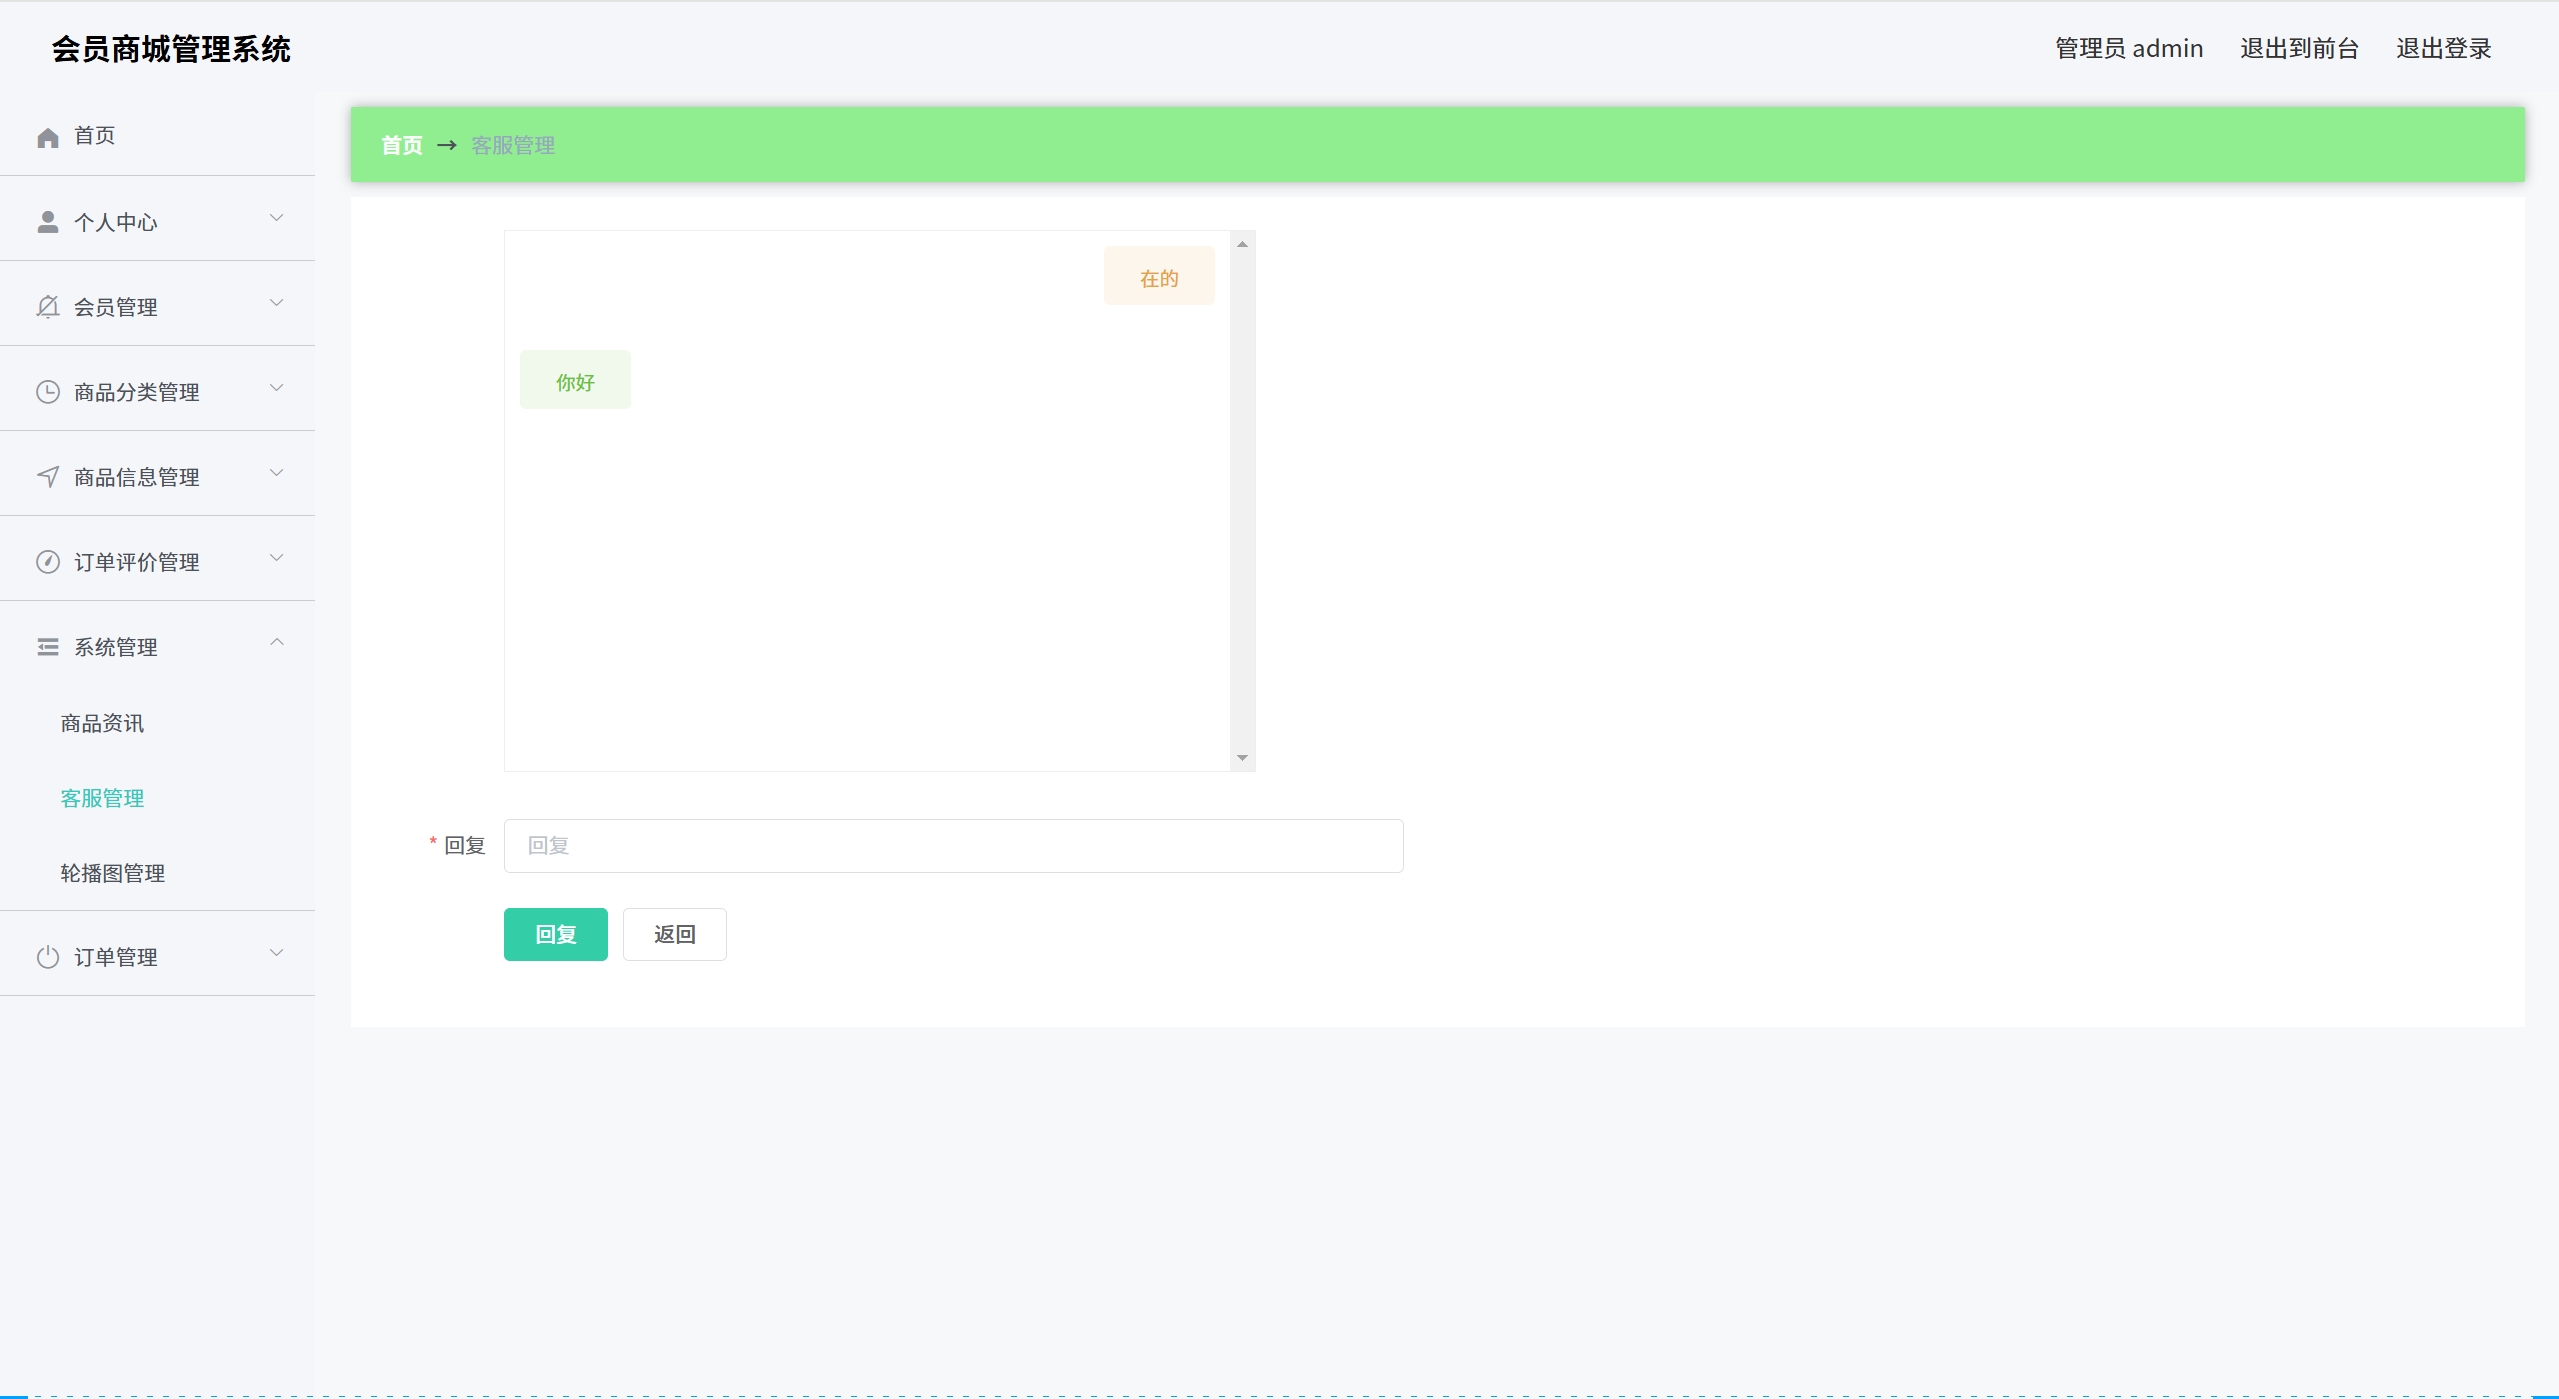 会员商城管理系统
管理员 admin 退出到前台 退出登录
首页
个人中心
会员管理
商品分类管理
商品信息管理
订单评价管理
系统管理
商品资讯
客服管理
轮播图管理
订单管理
首页 → 客服管理
在的
你好
* 回复 回复
回复 返回